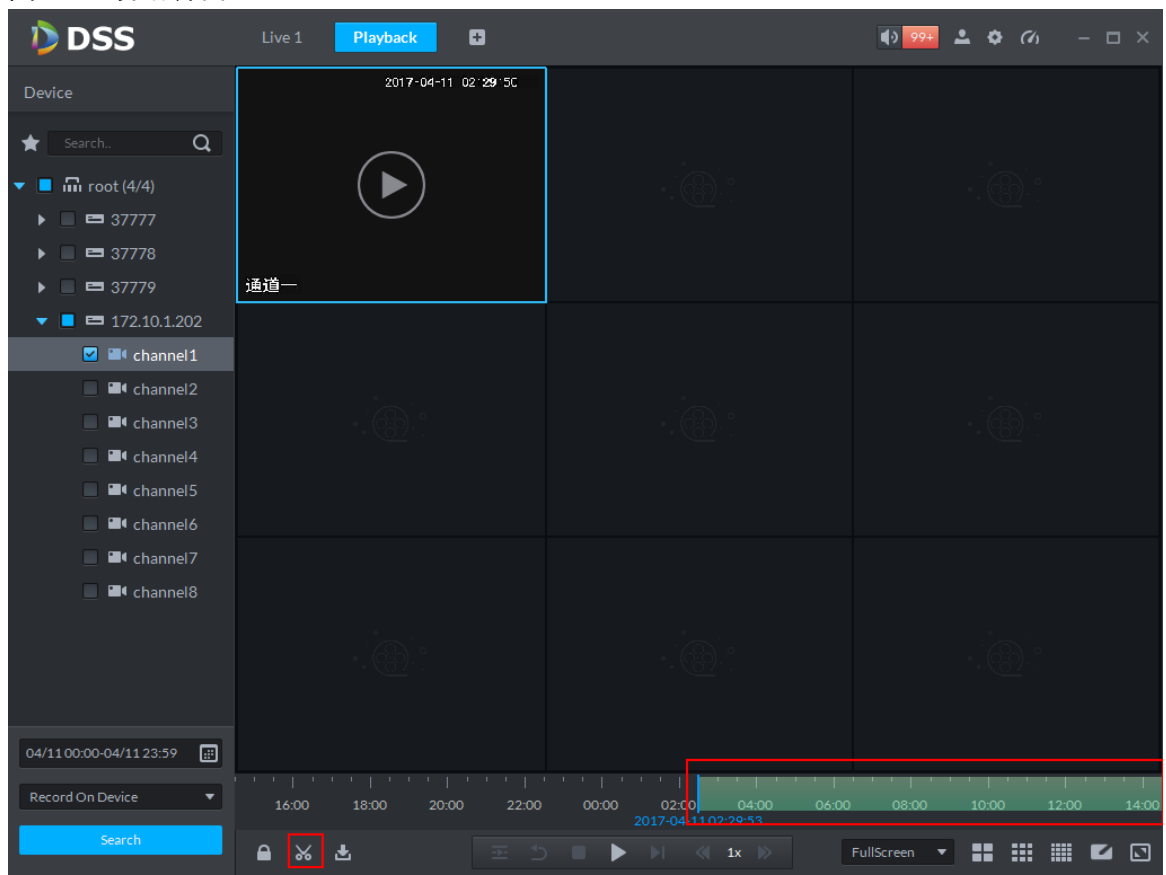 DSS
Live 1 Playback
99+
Device
Search..
root (4/4)
37777
37778
37779
172.10.1.202
channel1
channel2
channel3
channel4
channel5
channel6
channel7
channel8
04/11 00:00-04/11 23:59
Record On Device
Search
2017-04-11 02:29:50
通道一
16:00 18:00 20:00 22:00 00:00 02:00 04:00 06:00 08:00 10:00 12:00 14:00
2017-04-11 02:29:53
1x
FullScreen